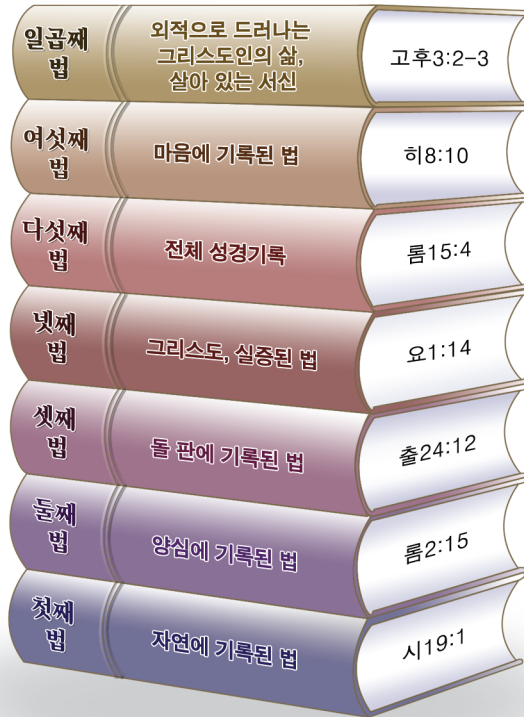 일곱째
법
외적으로 드러나는
그리스도인의 삶,
살아 있는 서신
고후3:2-3
여섯째
법
마음에 기록된 법
히8:10
다섯째
법
전체 성경기록
롬15:4
넷째
법
그리스도, 실증된 법
요1:14
셋째
법
돌 판에 기록된 법
출24:12
둘째
법
양심에 기록된 법
롬2:15
첫째
법
자연에 기록된 법
시19:1